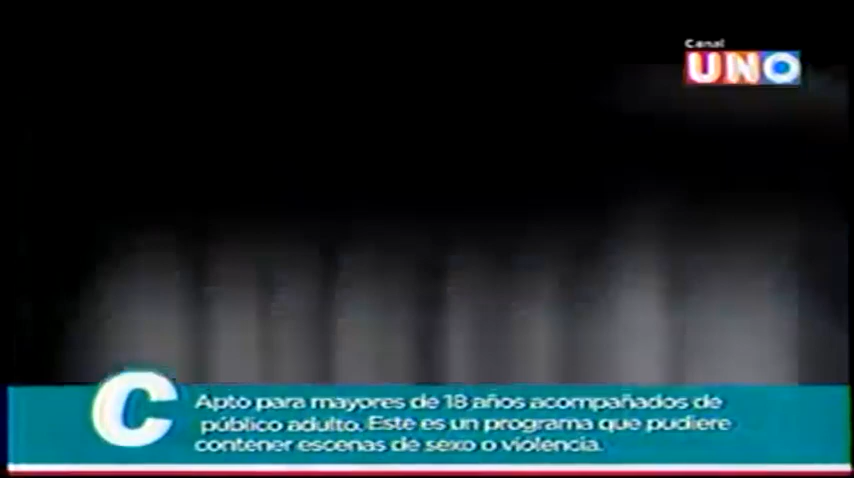 Canal
UNO
C
Apto para mayores de 18 años acompañados de
público adulto. Este es un programa que pudiere
contener escenas de sexo o violencia.